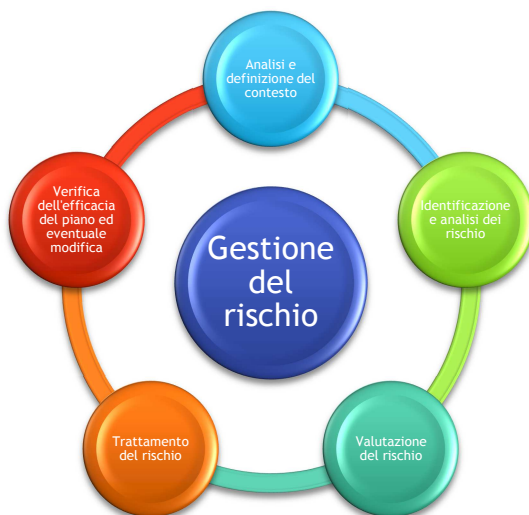 Analisi e
definizione del
contesto
Identificazione
e analisi dei
rischio
Valutazione
del rischio
Trattamento
del rischio
Verifica
dell'efficacia
del piano ed
eventuale
modifica
Gestione
del
rischio